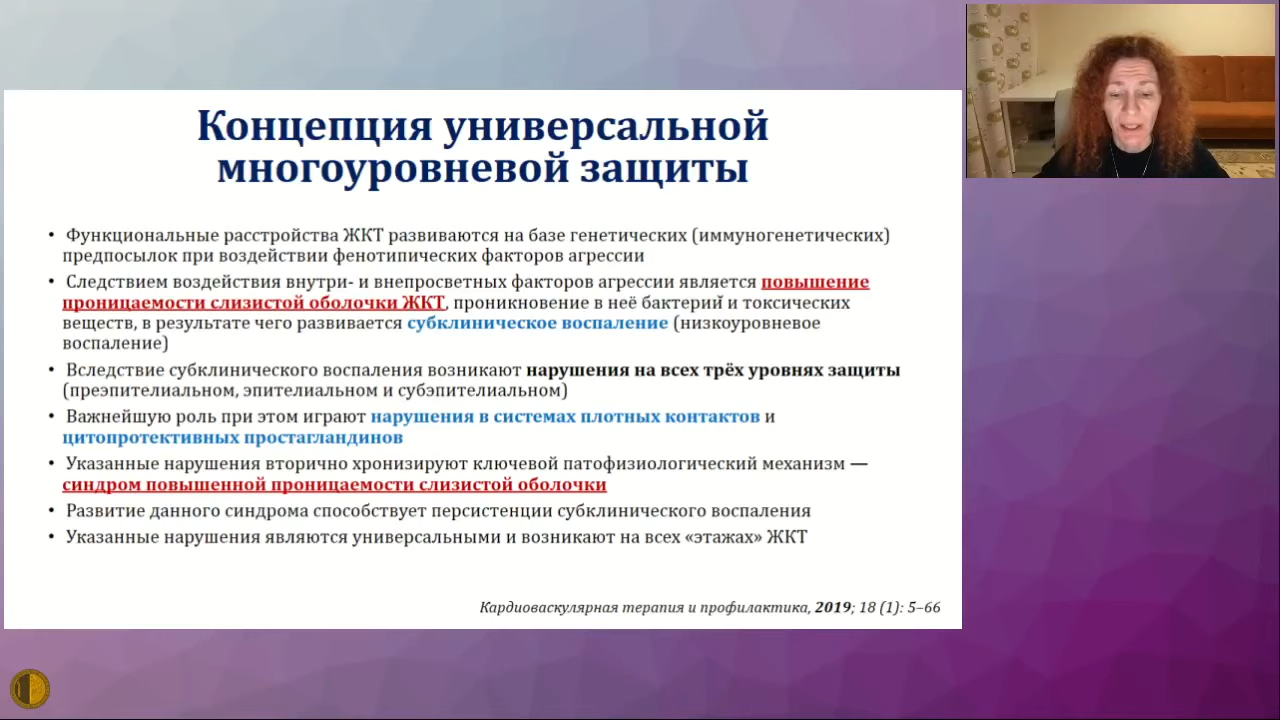 Концепция универсальной
многоуровневой защиты
• Функциональные расстройства ЖКТ развиваются на базе генетических (иммуногенетических)
предпосылок при воздействии фенотипических факторов агрессии
• Следствием воздействия внутри- и внепросветных факторов агрессии является повышение
проницаемости слизистой оболочки ЖКТ, проникновение в неё бактерий и токсических
веществ, в результате чего развивается субклиническое воспаление (низкоуровневое
воспаление)
• Вследствие субклинического воспаления возникают нарушения на всех трёх уровнях защиты
(преэпителиальном, эпителиальном и субэпителиальном)
• Важнейшую роль при этом играют нарушения в системах плотных контактов и
цитопротективных простагландинов
• Указанные нарушения вторично хронизируют ключевой патофизиологический механизм —
синдром повышенной проницаемости слизистой оболочки
• Развитие данного синдрома способствует персистенции субклинического воспаления
• Указанные нарушения являются универсальными и возникают на всех «этажах» ЖКТ
Кардиоваскулярная терапия и профилактика, 2019; 18 (1): 5–66